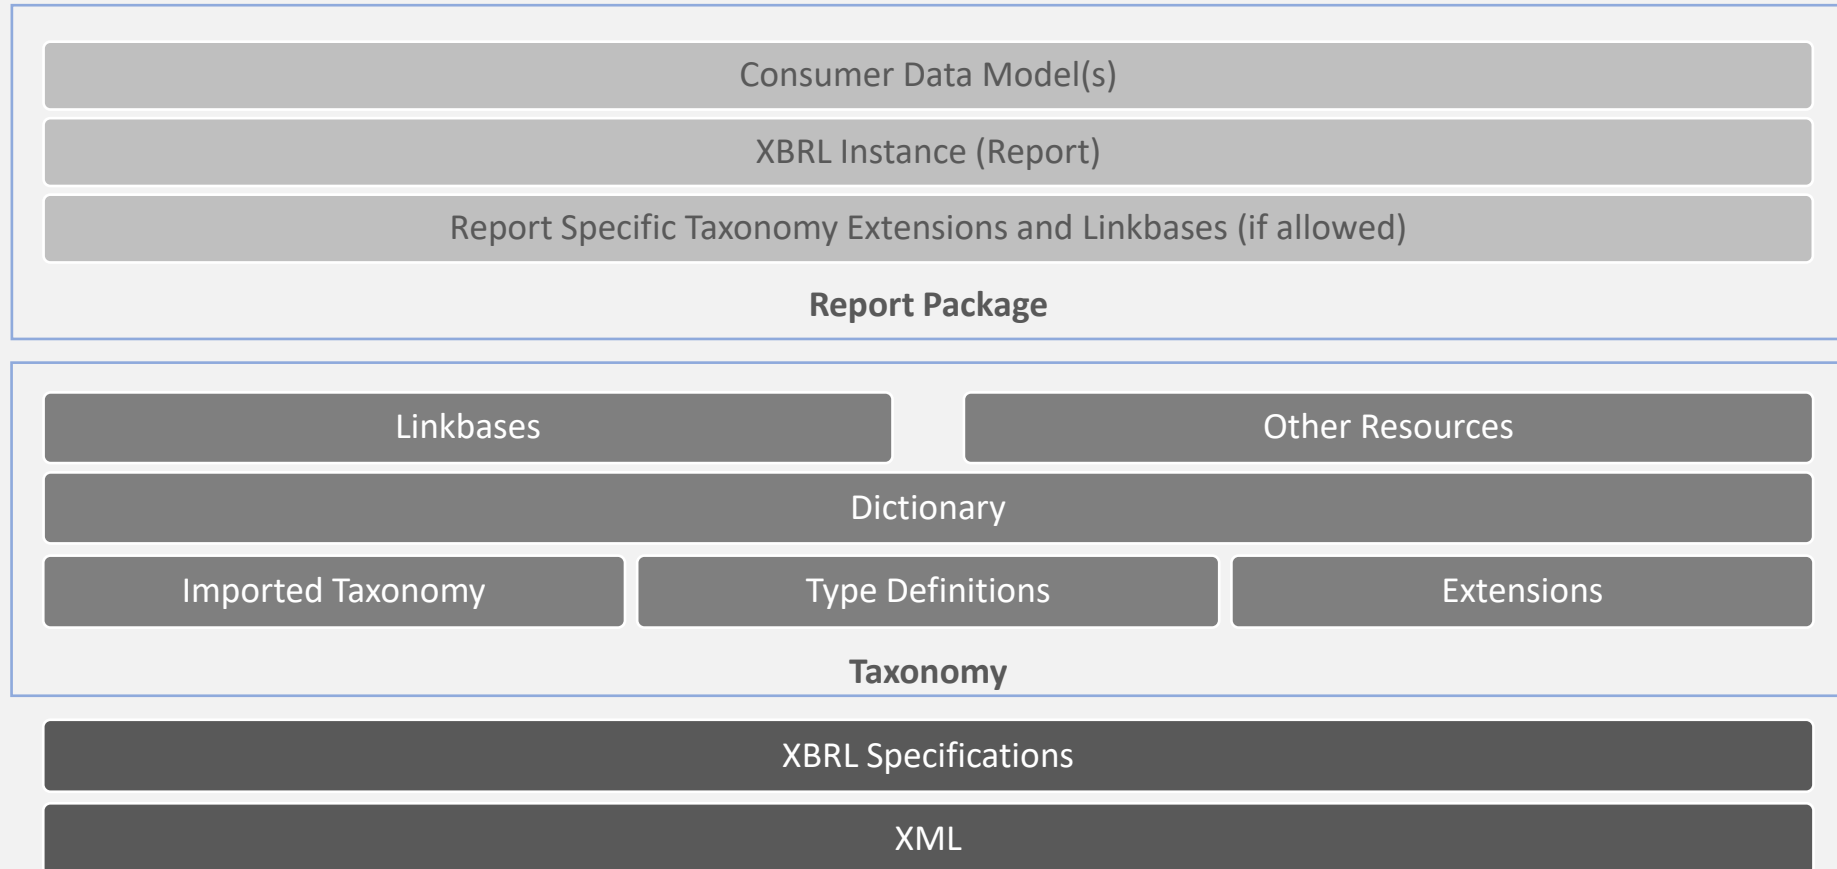 Consumer Data Model(s)
XBRL Instance (Report)
Report Specific Taxonomy Extensions and Linkbases (if allowed)
Report Package
Linkbases
Other Resources
Dictionary
Imported Taxonomy
Type Definitions
Extensions
Taxonomy
XBRL Specifications
XML